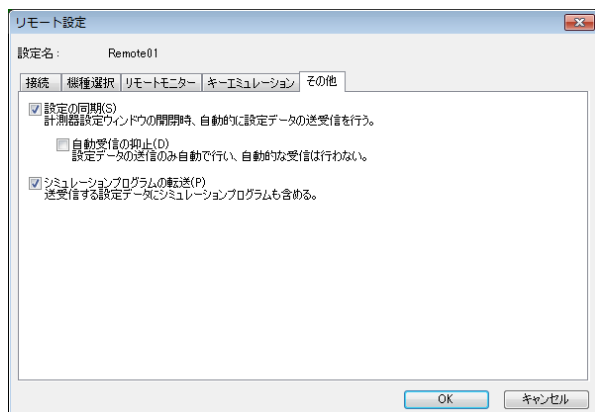 リモート設定
設定名： Remote01
接続 機種選択 リモートモニター キーエミュレーション その他
設定の同期(S)
計測器設定ウィンドウの開閉時、自動的に設定データの送受信を行う。
自動受信の抑止(D)
設定データの送信のみ自動で行い、自動的な受信は行わない。
シミュレーションプログラムの転送(P)
送受信する設定データにシミュレーションプログラムも含める。
OK キャンセル